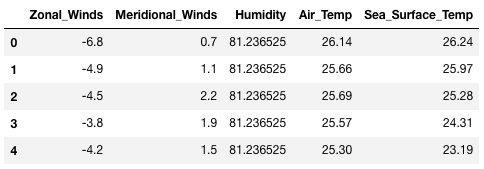 Zonal_Winds Meridional_Winds Humidity Air_Temp Sea_Surface_Temp
0 -6.8 0.7 81.236525 26.14 26.24
1 -4.9 1.1 81.236525 25.66 25.97
2 -4.5 2.2 81.236525 25.69 25.28
3 -3.8 1.9 81.236525 25.57 24.31
4 -4.2 1.5 81.236525 25.30 23.19